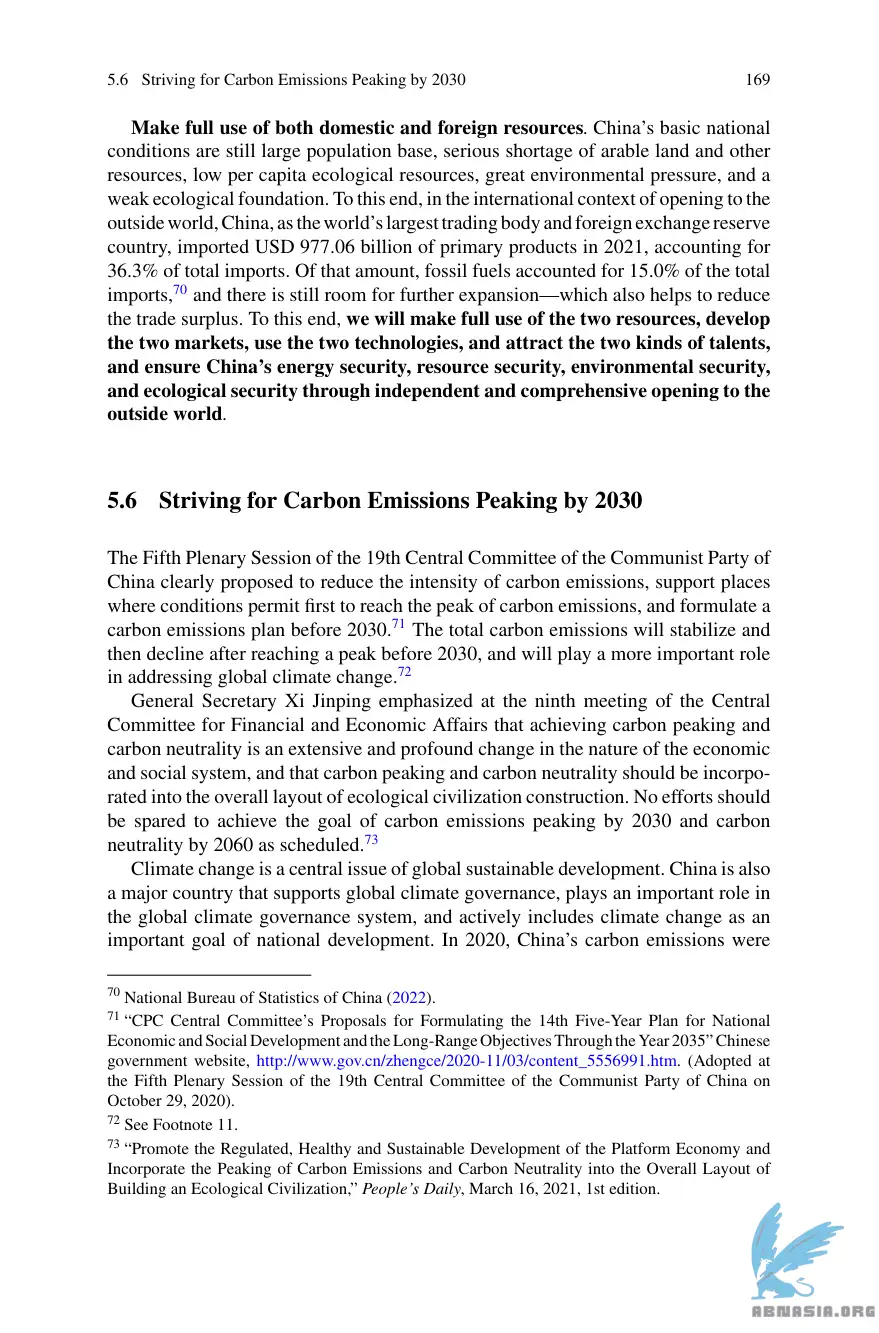 5.6 Striving for Carbon Emissions Peaking by 2030 169
Make full use of both domestic and foreign resources. China's basic national
conditions are still large population base, serious shortage of arable land and other
resources, low per capita ecological resources, great environmental pressure, and a
weak ecological foundation. To this end, in the international context of opening to the
outside world, China, as the world's largest trading body and foreign exchange reserve
country, imported USD 977.06 billion of primary products in 2021, accounting for
36.3% of total imports. Of that amount, fossil fuels accounted for 15.0% of the total
imports,70 and there is still room for further expansion—which also helps to reduce
the trade surplus. To this end, we will make full use of the two resources, develop
the two markets, use the two technologies, and attract the two kinds of talents,
and ensure China's energy security, resource security, environmental security,
and ecological security through independent and comprehensive opening to the
outside world.
5.6 Striving for Carbon Emissions Peaking by 2030
The Fifth Plenary Session of the 19th Central Committee of the Communist Party of
China clearly proposed to reduce the intensity of carbon emissions, support places
where conditions permit first to reach the peak of carbon emissions, and formulate a
carbon emissions plan before 2030.71 The total carbon emissions will stabilize and
then decline after reaching a peak before 2030, and will play a more important role
in addressing global climate change.72
General Secretary Xi Jinping emphasized at the ninth meeting of the Central
Committee for Financial and Economic Affairs that achieving carbon peaking and
carbon neutrality is an extensive and profound change in the nature of the economic
and social system, and that carbon peaking and carbon neutrality should be incorpo-
rated into the overall layout of ecological civilization construction. No efforts should
be spared to achieve the goal of carbon emissions peaking by 2030 and carbon
neutrality by 2060 as scheduled.73
Climate change is a central issue of global sustainable development. China is also
a major country that supports global climate governance, plays an important role in
the global climate governance system, and actively includes climate change as an
important goal of national development. In 2020, China's carbon emissions were
70 National Bureau of Statistics of China (2022).
71 "CPC Central Committee's Proposals for Formulating the 14th Five-Year Plan for National
Economic and Social Development and the Long-Range Objectives Through the Year 2035" Chinese
government website, http://www.gov.cn/zhengce/2020-11/03/content_5556991.htm. (Adopted at
the Fifth Plenary Session of the 19th Central Committee of the Communist Party of China on
October 29, 2020).
72 See Footnote 11.
73 "Promote the Regulated, Healthy and Sustainable Development of the Platform Economy and
Incorporate the Peaking of Carbon Emissions and Carbon Neutrality into the Overall Layout of
Building an Ecological Civilization," People's Daily, March 16, 2021, 1st edition.
ABNASIA.ORG